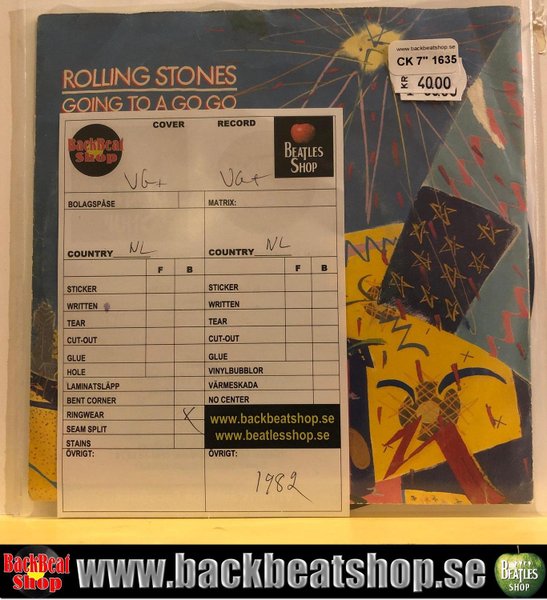 ROLLING STONES
GOING TO A GO GO
www.backbeatshop.se
CK 7" 1635
KR 40.00
COVER RECORD
BackBeat Shop
BEATLES SHOP
VG+ VG+
BOLAGSPÅSE MATRIX:
COUNTRY NL COUNTRY NL
F B F B
STICKER STICKER
WRITTEN WRITTEN
TEAR TEAR
CUT-OUT CUT-OUT
GLUE GLUE
HOLE VINYLBUBBLOR
LAMINATSLÄPP VÄRMESKADA
BENT CORNER NO CENTER
RINGWEAR x
www.backbeatshop.se
SEAM SPLIT
www.beatlesshop.se
STAINS
ÖVRIGT: ÖVRIGT:
1982
BackBeat Shop www.backbeatshop.se BEATLES SHOP